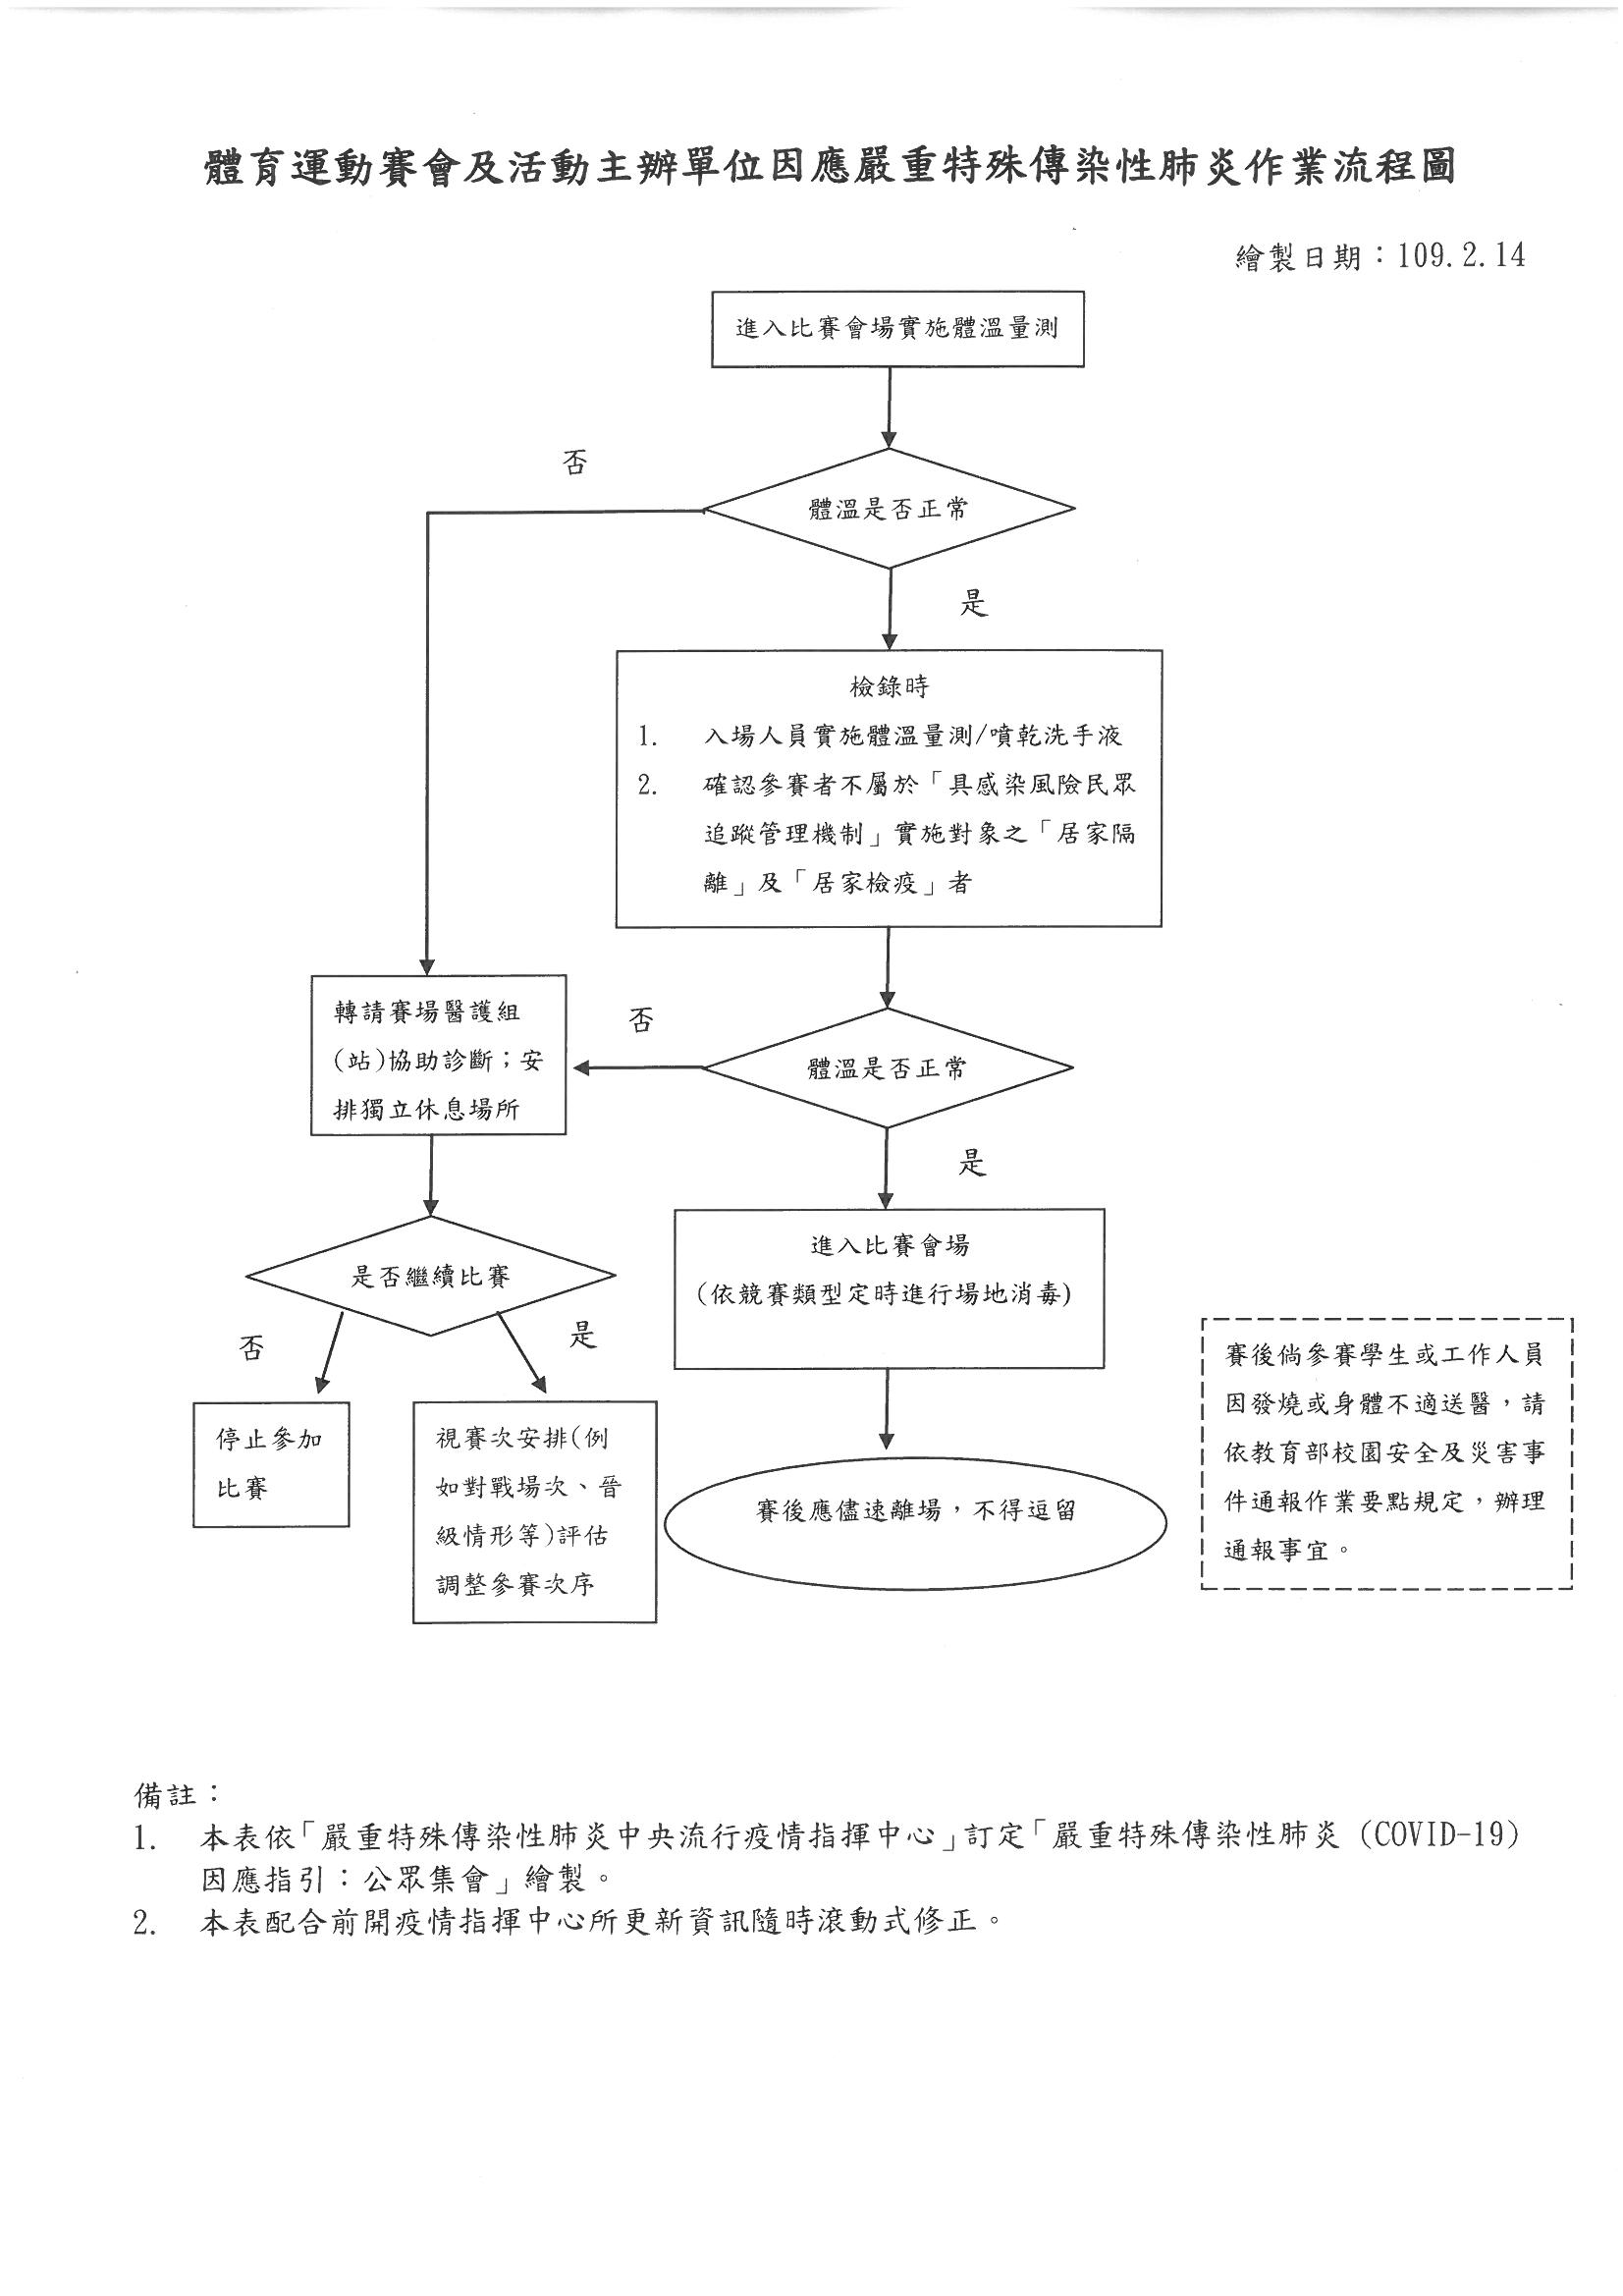 體育運動賽會及活動主辦單位因應嚴重特殊傳染性肺炎作業流程圖
繪製日期：109.2.14
進入比賽會場實施體溫量測
否
體溫是否正常
是
檢錄時
1. 入場人員實施體溫量測/噴乾洗手液
2. 確認參賽者不屬於「具感染風險民眾
追蹤管理機制」實施對象之「居家隔
離」及「居家檢疫」者
轉請賽場醫護組
(站)協助診斷；安
排獨立休息場所
否
體溫是否正常
是
是否繼續比賽
進入比賽會場
(依競賽類型定時進行場地消毒)
否
是
停止參加
比賽
視賽次安排(例
如對戰場次、晉
級情形等)評估
調整參賽次序
賽後應儘速離場，不得逗留
賽後倘參賽學生或工作人員
因發燒或身體不適送醫，請
依教育部校園安全及災害事
件通報作業要點規定，辦理
通報事宜。
備註：
1. 本表依「嚴重特殊傳染性肺炎中央流行疫情指揮中心」訂定「嚴重特殊傳染性肺炎 (COVID-19)
因應指引：公眾集會」繪製。
2. 本表配合前開疫情指揮中心所更新資訊隨時滾動式修正。